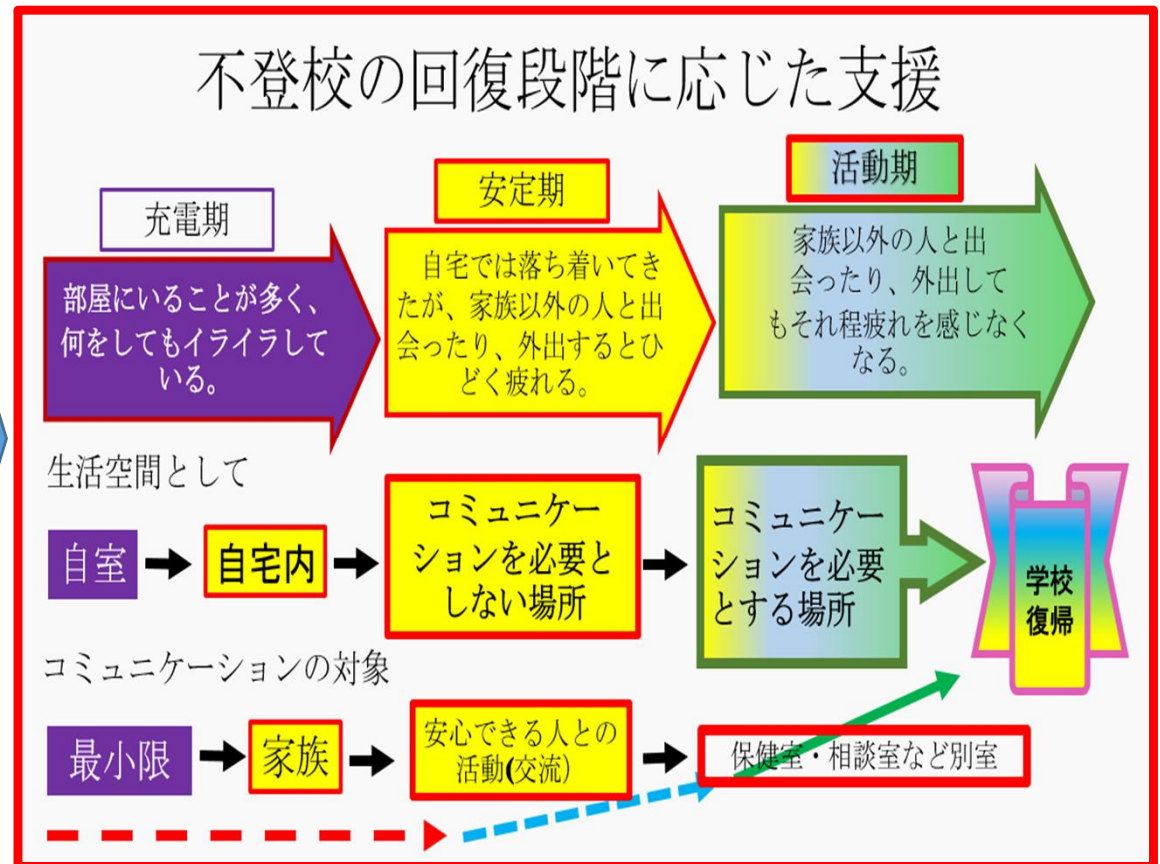 不登校の回復段階に応じた支援
充電期
部屋にいることが多く、
何をしてもイライラして
いる。
安定期
自宅では落ち着いてき
たが、家族以外の人と出
会ったり、外出するとひ
どく疲れる。
活動期
家族以外の人と出
会ったり、外出して
もそれ程疲れを感じなく
なる。
生活空間として
自室
自宅内
コミュニケー
ションを必要と
しない場所
コミュニケー
ションを必要
とする場所
学校
復帰
コミュニケーションの対象
最小限
家族
安心できる人との
活動(交流)
保健室・相談室など別室